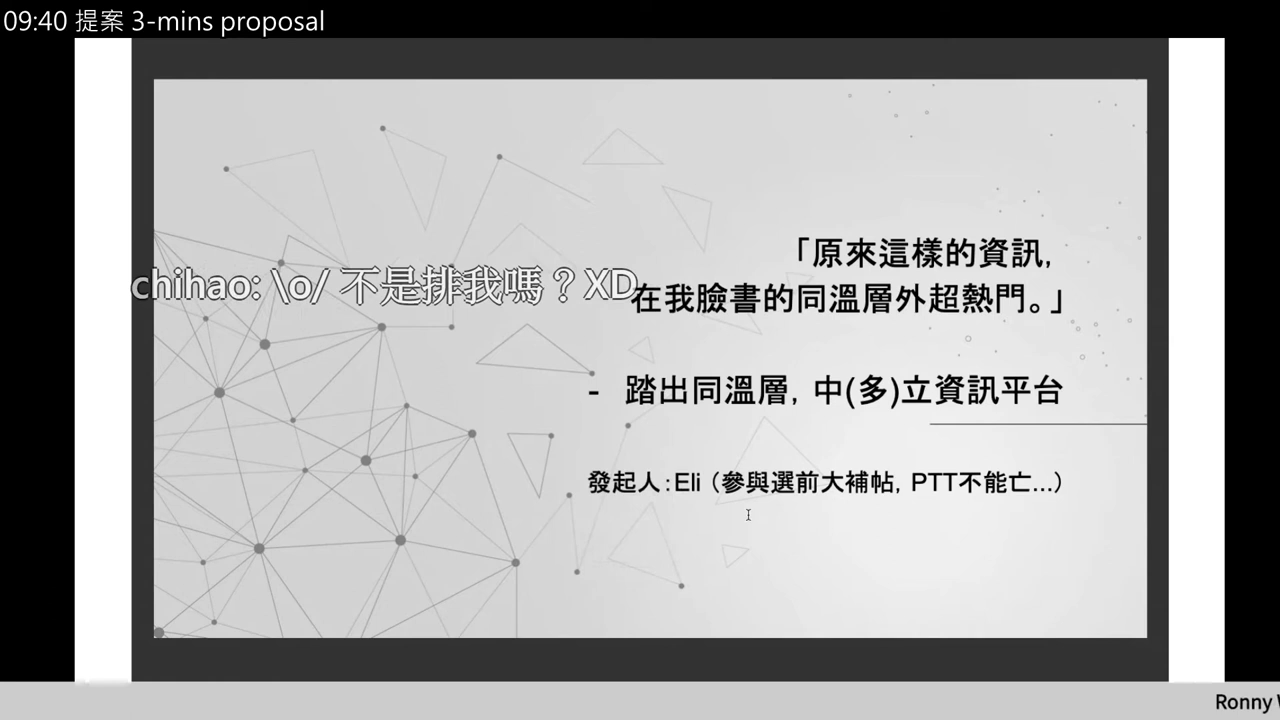 09:40 提案 3-mins proposal
「原來這樣的資訊,
chihao: \o/ 不是排我嗎？XD
在我臉書的同溫層外超熱門。」
- 踏出同溫層, 中(多)立資訊平台
發起人:Eli (參與選前大補帖, PTT不能亡...)
Ronny